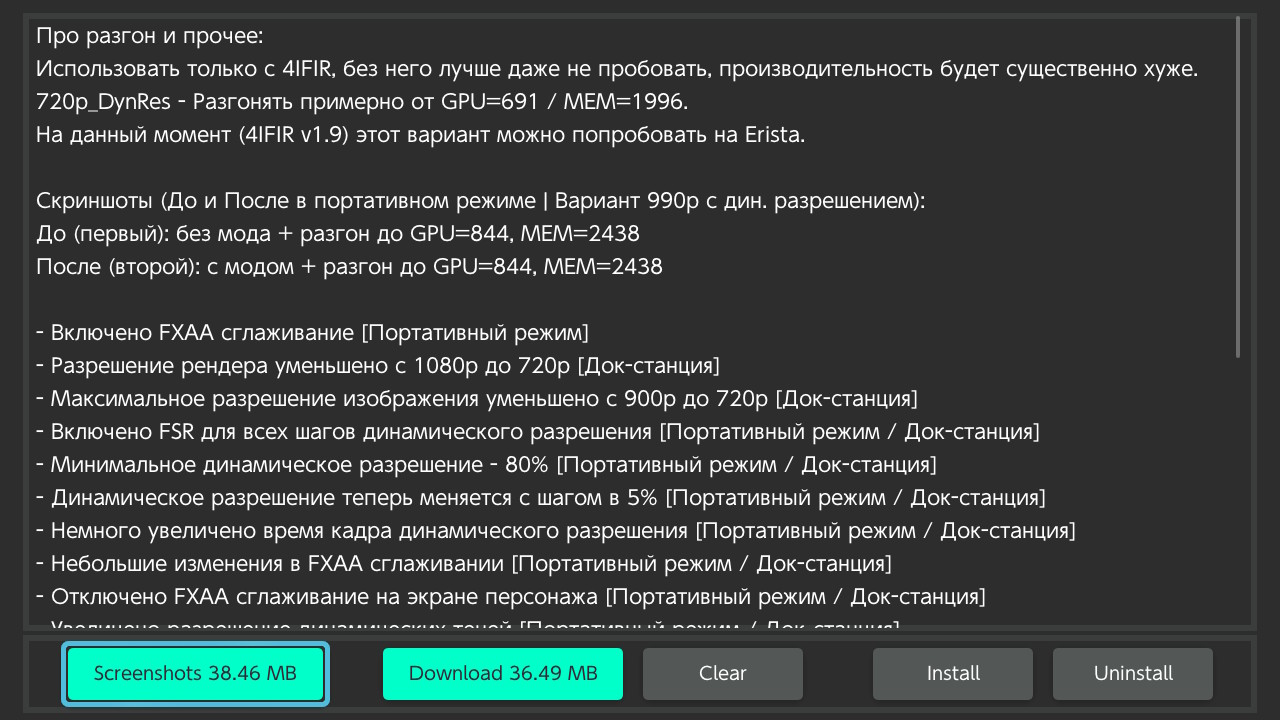 Про разгон и прочее:
Использовать только с 4IFIR, без него лучше даже не пробовать, производительность будет существенно хуже.
720p_DynRes - Разгонять примерно от GPU=691 / MEM=1996.
На данный момент (4IFIR v1.9) этот вариант можно попробовать на Erista.
Скриншоты (До и После в портативном режиме | Вариант 990p с дин. разрешением):
До (первый): без мода + разгон до GPU=844, MEM=2438
После (второй): с модом + разгон до GPU=844, MEM=2438
- Включено FXAA сглаживание [Портативный режим]
- Разрешение рендера уменьшено с 1080p до 720p [Док-станция]
- Максимальное разрешение изображения уменьшено с 900p до 720p [Док-станция]
- Включено FSR для всех шагов динамического разрешения [Портативный режим / Док-станция]
- Минимальное динамическое разрешение - 80% [Портативный режим / Док-станция]
- Динамическое разрешение теперь меняется с шагом в 5% [Портативный режим / Док-станция]
- Немного увеличено время кадра динамического разрешения [Портативный режим / Док-станция]
- Небольшие изменения в FXAA сглаживании [Портативный режим / Док-станция]
- Отключено FXAA сглаживание на экране персонажа [Портативный режим / Док-станция]
- Увеличено разрешение динамических теней [Портативный режим / Док-станция]
Screenshots 38.46 MB
Download 36.49 MB
Clear
Install
Uninstall